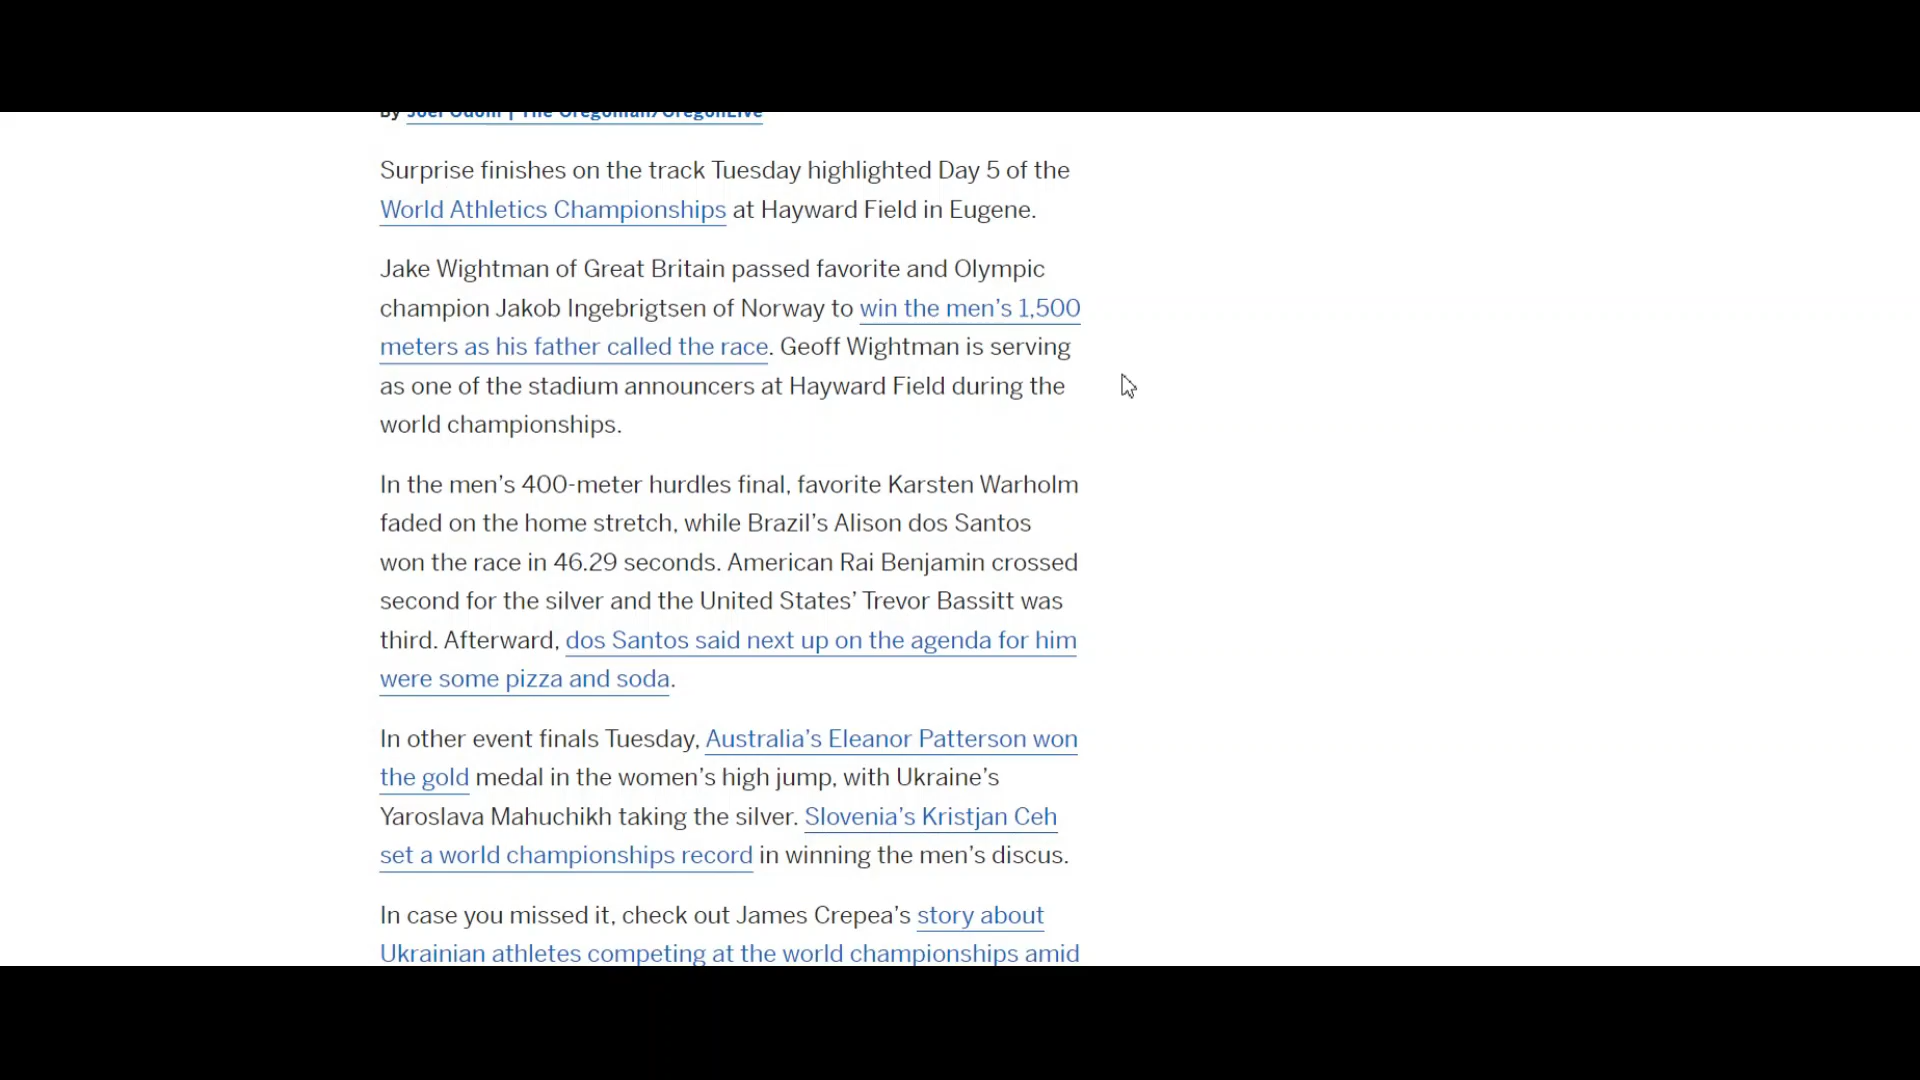 By Joel Odom | The Oregonian/OregonLive
Surprise finishes on the track Tuesday highlighted Day 5 of the
World Athletics Championships at Hayward Field in Eugene.
Jake Wightman of Great Britain passed favorite and Olympic
champion Jakob Ingebrigtsen of Norway to win the men’s 1,500
meters as his father called the race. Geoff Wightman is serving
as one of the stadium announcers at Hayward Field during the
world championships.
In the men’s 400-meter hurdles final, favorite Karsten Warholm
faded on the home stretch, while Brazil’s Alison dos Santos
won the race in 46.29 seconds. American Rai Benjamin crossed
second for the silver and the United States’ Trevor Bassitt was
third. Afterward, dos Santos said next up on the agenda for him
were some pizza and soda.
In other event finals Tuesday, Australia’s Eleanor Patterson won
the gold medal in the women’s high jump, with Ukraine’s
Yaroslava Mahuchikh taking the silver. Slovenia’s Kristjan Ceh
set a world championships record in winning the men’s discus.
In case you missed it, check out James Crepea’s story about
Ukrainian athletes competing at the world championships amid